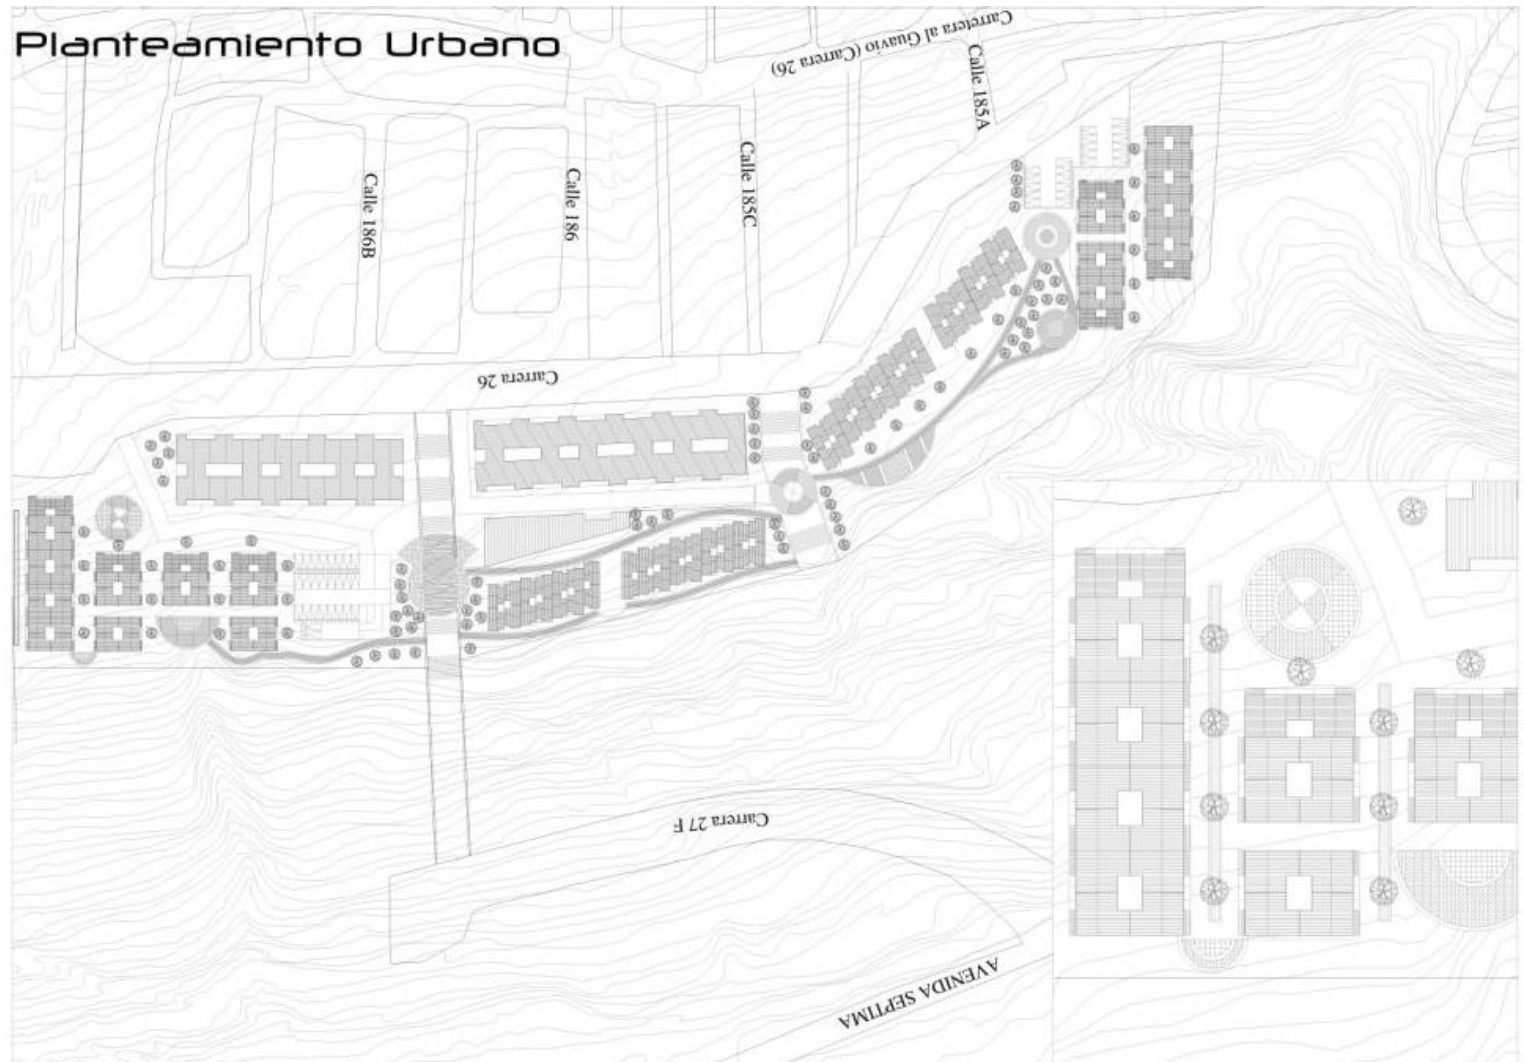 Planteamiento Urbano
Carretera al Guavio (Carrera 26)
Calle 185A
Calle 185C
Calle 186
Calle 186B
Carrera 26
Carrera 27 F
AVENIDA SEPTIMA